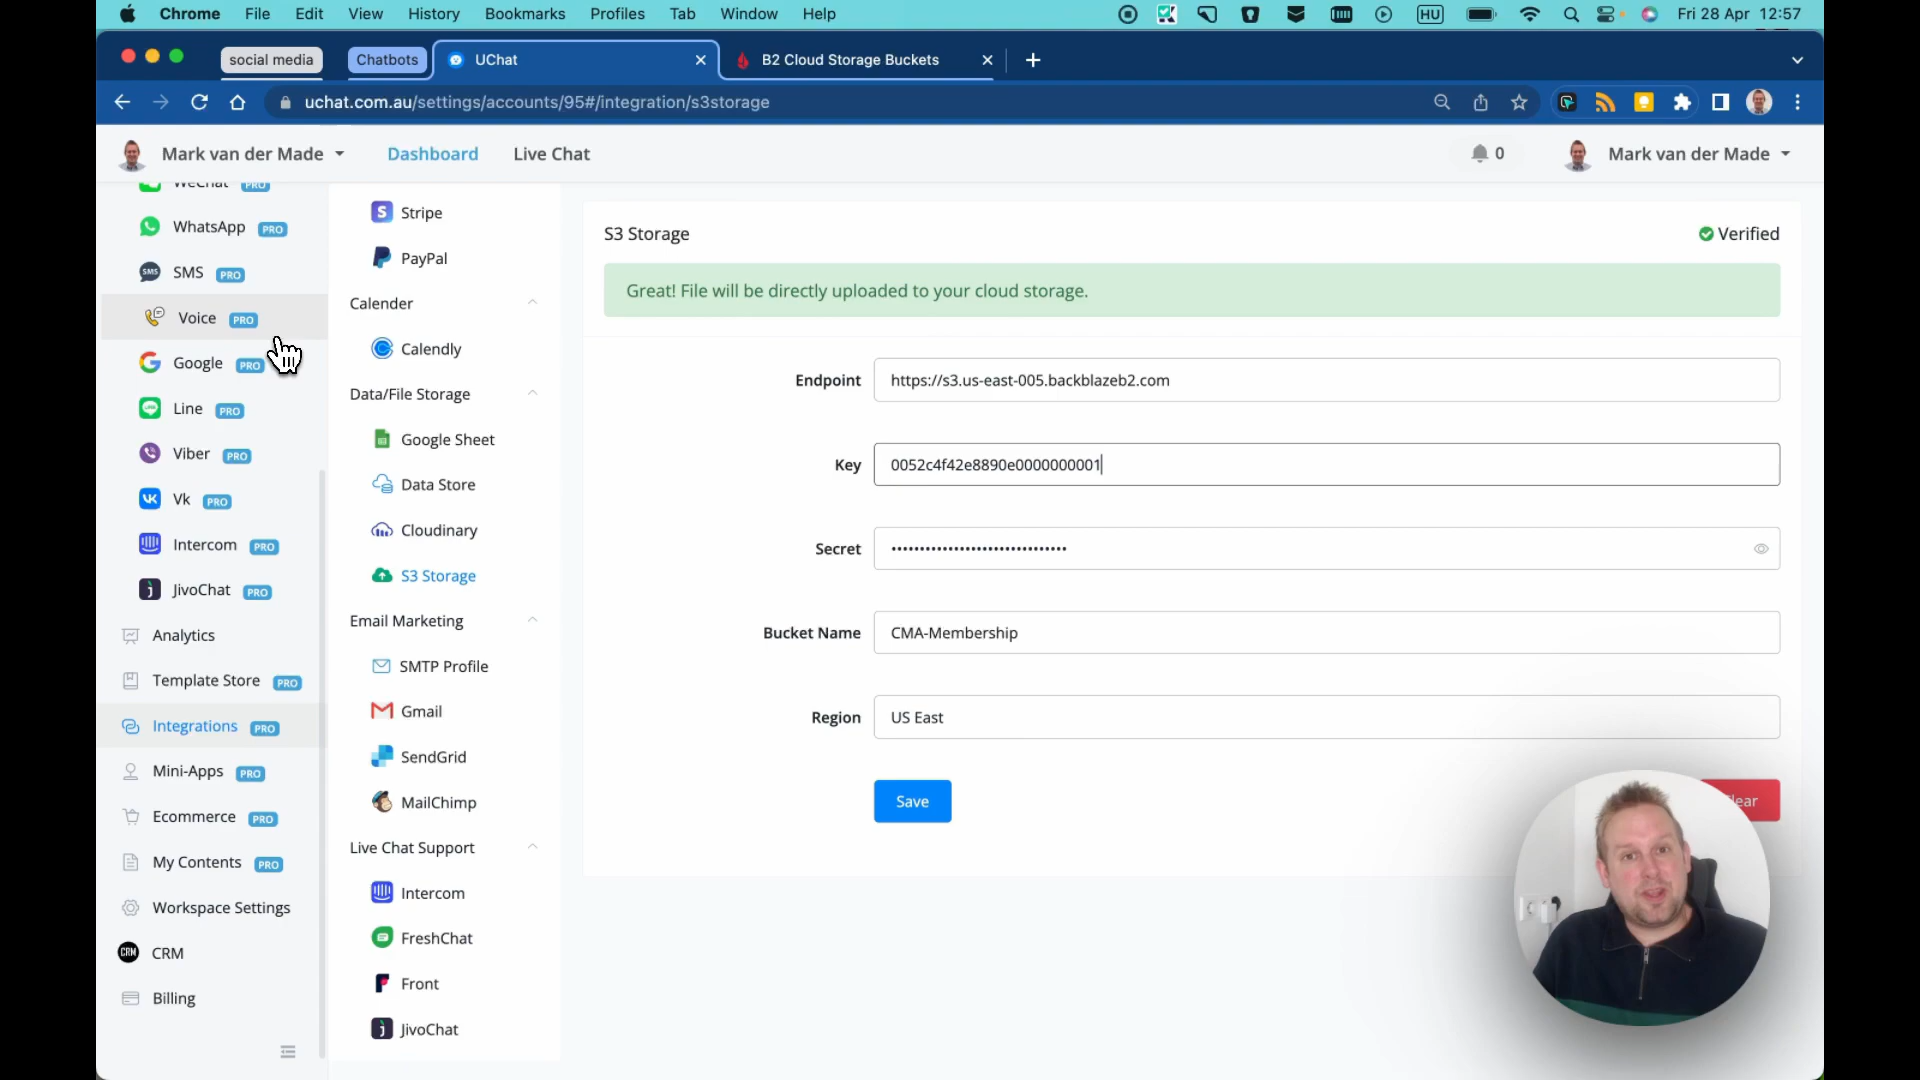 Chrome File Edit View History Bookmarks Profiles Tab Window Help HU Fri 28 Apr 12:57
social media Chatbots UChat B2 Cloud Storage Buckets
uchat.com.au/settings/accounts/95#/integration/s3storage
Mark van der Made Dashboard Live Chat 0 Mark van der Made
WeChat PRO
WhatsApp PRO
SMS SMS PRO
Voice PRO
Google PRO
Line PRO
Viber PRO
Vk PRO
Intercom PRO
JivoChat PRO
Analytics
Template Store PRO
Integrations PRO
Mini-Apps PRO
Ecommerce PRO
My Contents PRO
Workspace Settings
CRM CRM
Billing
Stripe
PayPal
Calender
Calendly
Data/File Storage
Google Sheet
Data Store
Cloudinary
S3 Storage
Email Marketing
SMTP Profile
Gmail
SendGrid
MailChimp
Live Chat Support
Intercom
FreshChat
Front
JivoChat
S3 Storage Verified
Great! File will be directly uploaded to your cloud storage.
Endpoint https://s3.us-east-005.backblazeb2.com
Key 0052c4f42e8890e0000000001
Secret •••••••••••••••••••••••••••••••
Bucket Name CMA-Membership
Region US East
Save